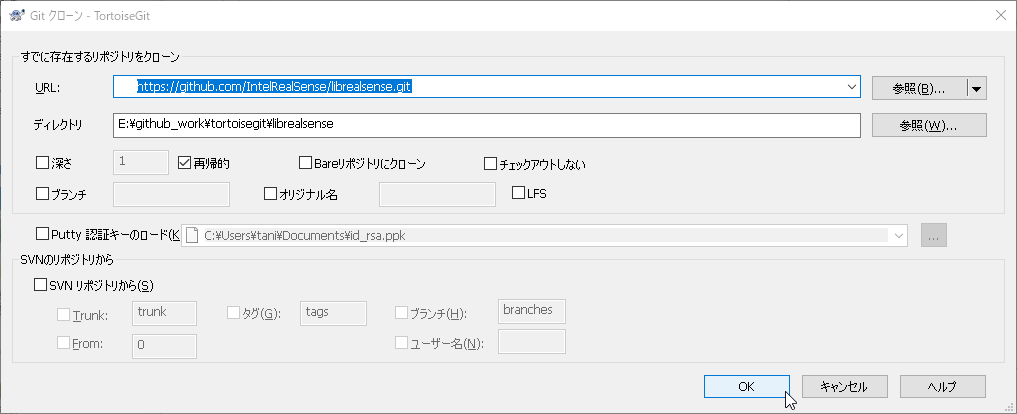 Git クローン - TortoiseGit
すでに存在するリポジトリをクローン
URL: https://github.com/IntelRealSense/librealsense.git 参照(B)...
ディレクトリ E:¥github_work¥tortoisegit¥librealsense 参照(W)...
深さ 1 再帰的 Bareリポジトリにクローン チェックアウトしない
ブランチ オリジナル名 LFS
Putty 認証キーのロード(K C:¥Users¥tani¥Documents¥id_rsa.ppk ...
SVNのリポジトリから
SVN リポジトリから(S)
Trunk: trunk タグ(G): tags ブランチ(H): branches
From: 0 ユーザー名(N):
OK キャンセル ヘルプ